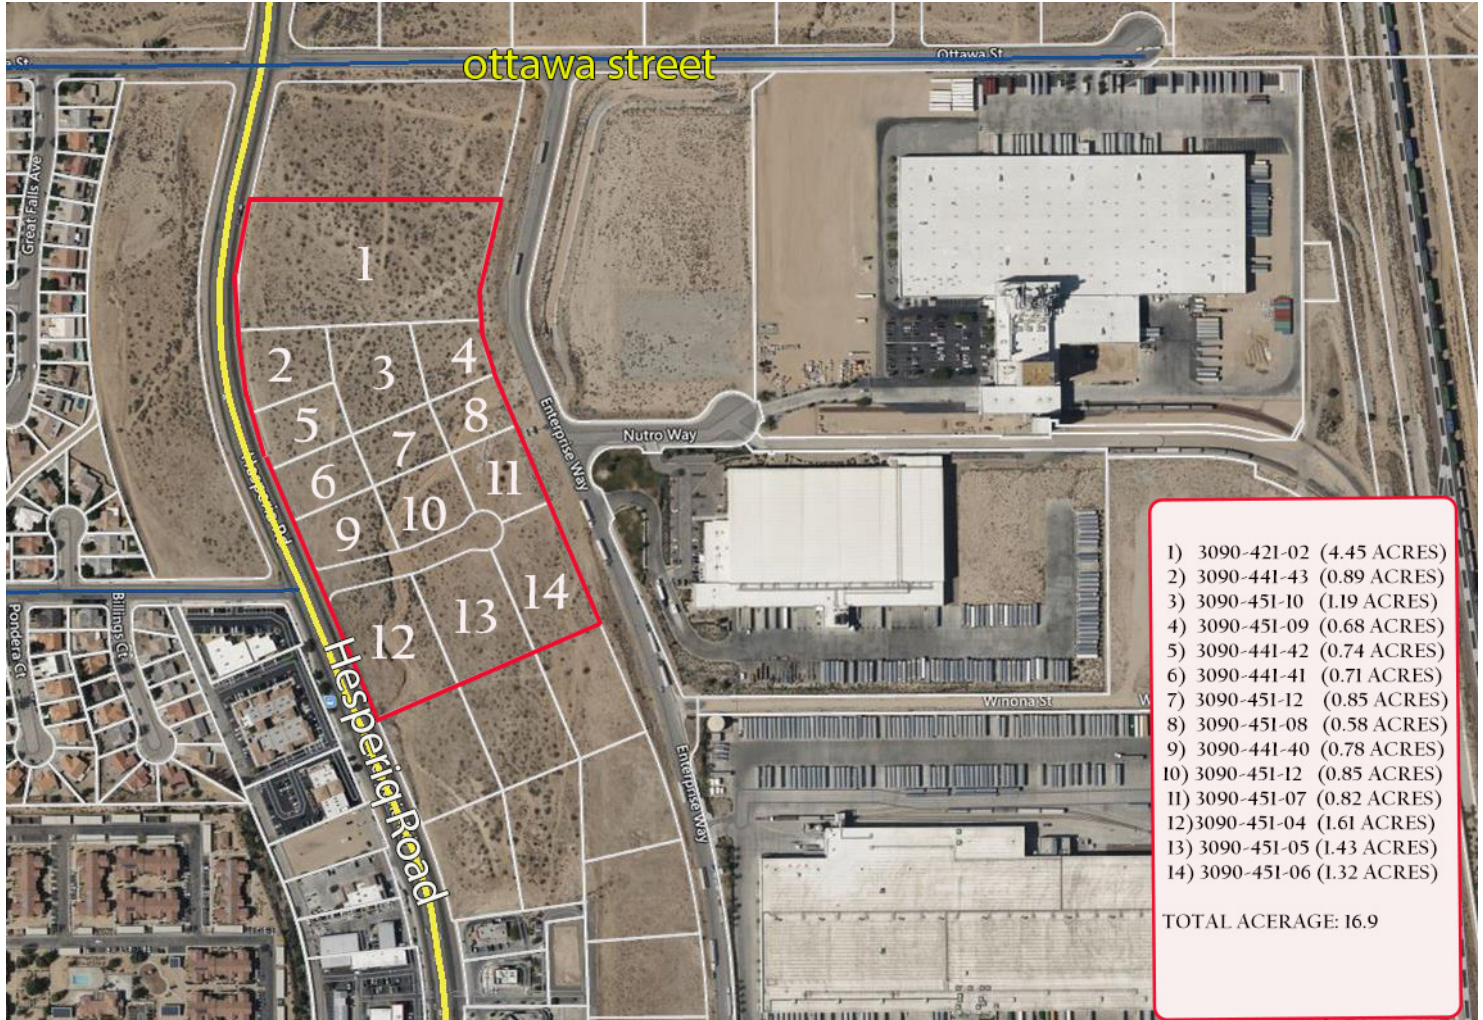 ottawa street
a St
Ottawa St
Great Falls Ave
1
2
3
4
5
6
7
8
9
10
11
12
13
14
Enterprise Way
Nutro Way
Hesperia Rd
Hesperia Road
Pondera Ct
Billings Ct
Winona St
W
Enterprise Way
1) 3090-421-02 (4.45 ACRES)
2) 3090-441-43 (0.89 ACRES)
3) 3090-451-10 (1.19 ACRES)
4) 3090-451-09 (0.68 ACRES)
5) 3090-441-42 (0.74 ACRES)
6) 3090-441-41 (0.71 ACRES)
7) 3090-451-12 (0.85 ACRES)
8) 3090-451-08 (0.58 ACRES)
9) 3090-441-40 (0.78 ACRES)
10) 3090-451-12 (0.85 ACRES)
11) 3090-451-07 (0.82 ACRES)
12)3090-451-04 (1.61 ACRES)
13) 3090-451-05 (1.43 ACRES)
14) 3090-451-06 (1.32 ACRES)
TOTAL ACERAGE: 16.9